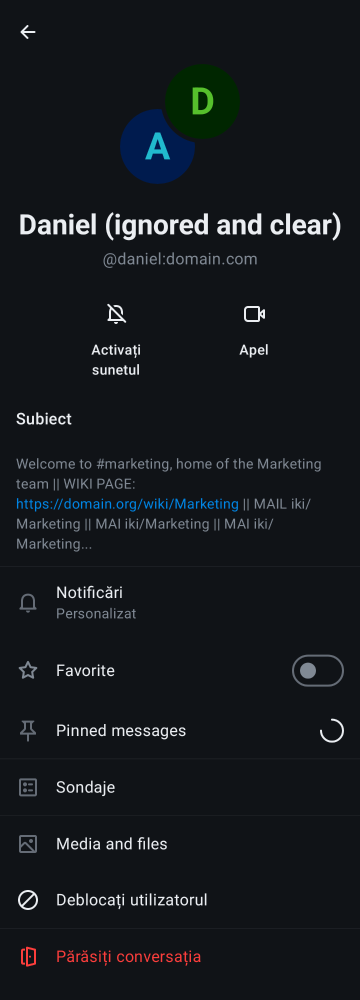 D
A
Daniel (ignored and clear)
@daniel:domain.com
Activați
sunetul
Apel
Subiect
Welcome to #marketing, home of the Marketing
team || WIKI PAGE:
https://domain.org/wiki/Marketing || MAIL iki/
Marketing || MAI iki/Marketing || MAI iki/
Marketing...
Notificări
Personalizat
Favorite
Pinned messages
Sondaje
Media and files
Deblocați utilizatorul
Părăsiți conversația